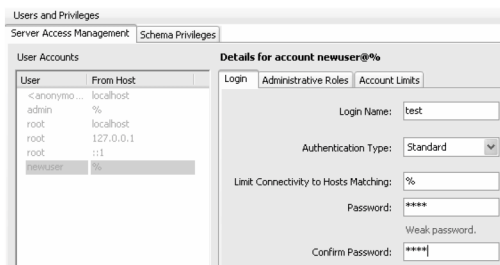 Users and Privileges
Server Access Management Schema Privileges
User Accounts
User From Host
<anonymo... localhost
admin %
root localhost
root 127.0.0.1
root ::1
newuser %
Details for account newuser@%
Login Administrative Roles Account Limits
Login Name: test
Authentication Type: Standard
Limit Connectivity to Hosts Matching: %
Password: ****
Weak password.
Confirm Password: ****